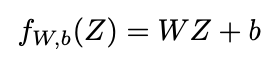 f_{W,b}(Z) = WZ + b